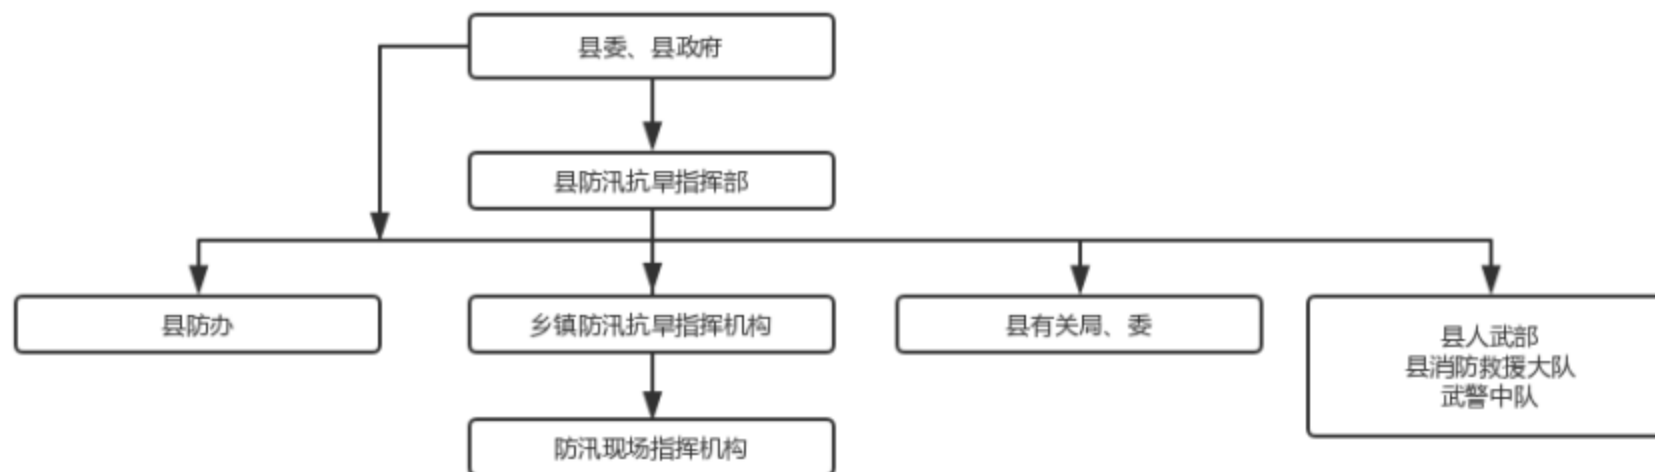 县委、县政府
县防汛抗旱指挥部
县防办
乡镇防汛抗旱指挥机构
县有关局、委
县人武部
县消防救援大队
武警中队
防汛现场指挥机构